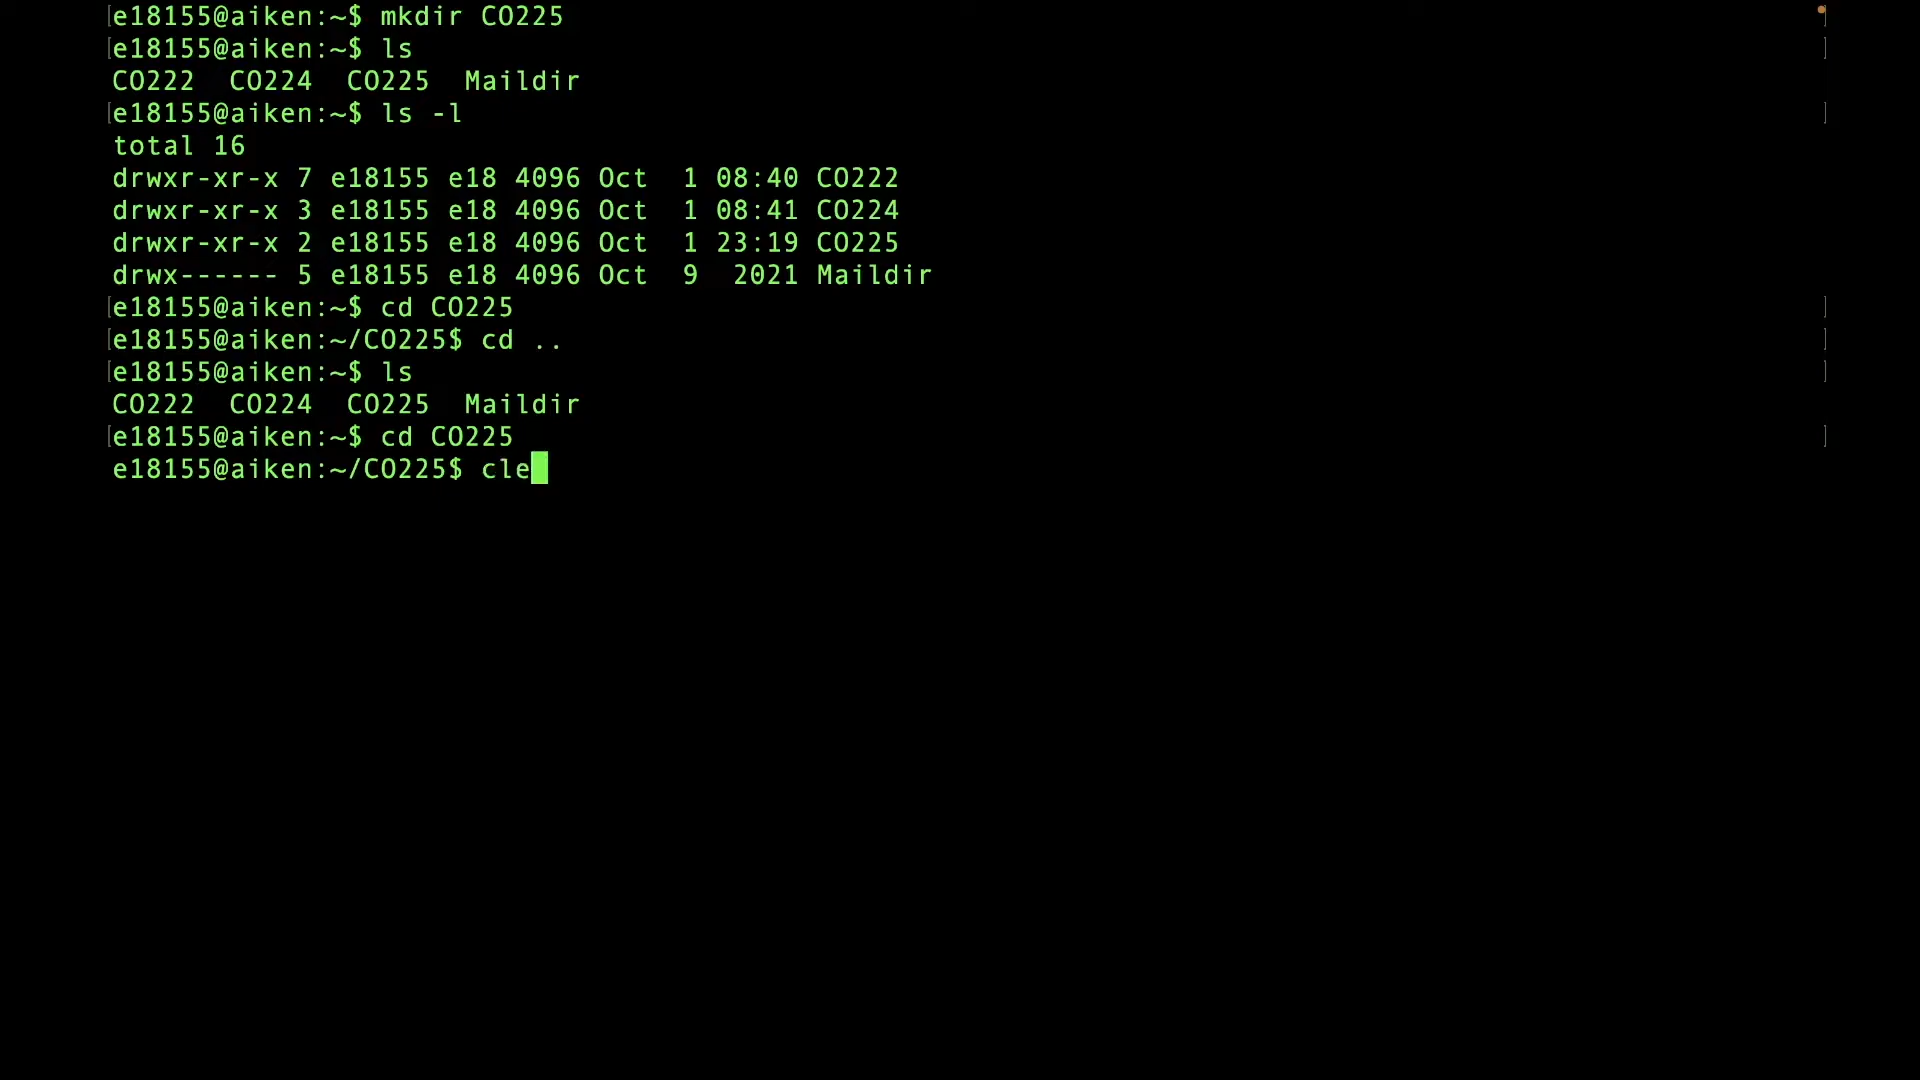 [e18155@aiken:~$ mkdir CO225 ]
[e18155@aiken:~$ ls ]
CO222  CO224  CO225  Maildir
[e18155@aiken:~$ ls -l ]
total 16
drwxr-xr-x 7 e18155 e18 4096 Oct  1 08:40 CO222
drwxr-xr-x 3 e18155 e18 4096 Oct  1 08:41 CO224
drwxr-xr-x 2 e18155 e18 4096 Oct  1 23:19 CO225
drwx------ 5 e18155 e18 4096 Oct  9  2021 Maildir
[e18155@aiken:~$ cd CO225 ]
[e18155@aiken:~/CO225$ cd .. ]
[e18155@aiken:~$ ls ]
CO222  CO224  CO225  Maildir
[e18155@aiken:~$ cd CO225 ]
e18155@aiken:~/CO225$ cle